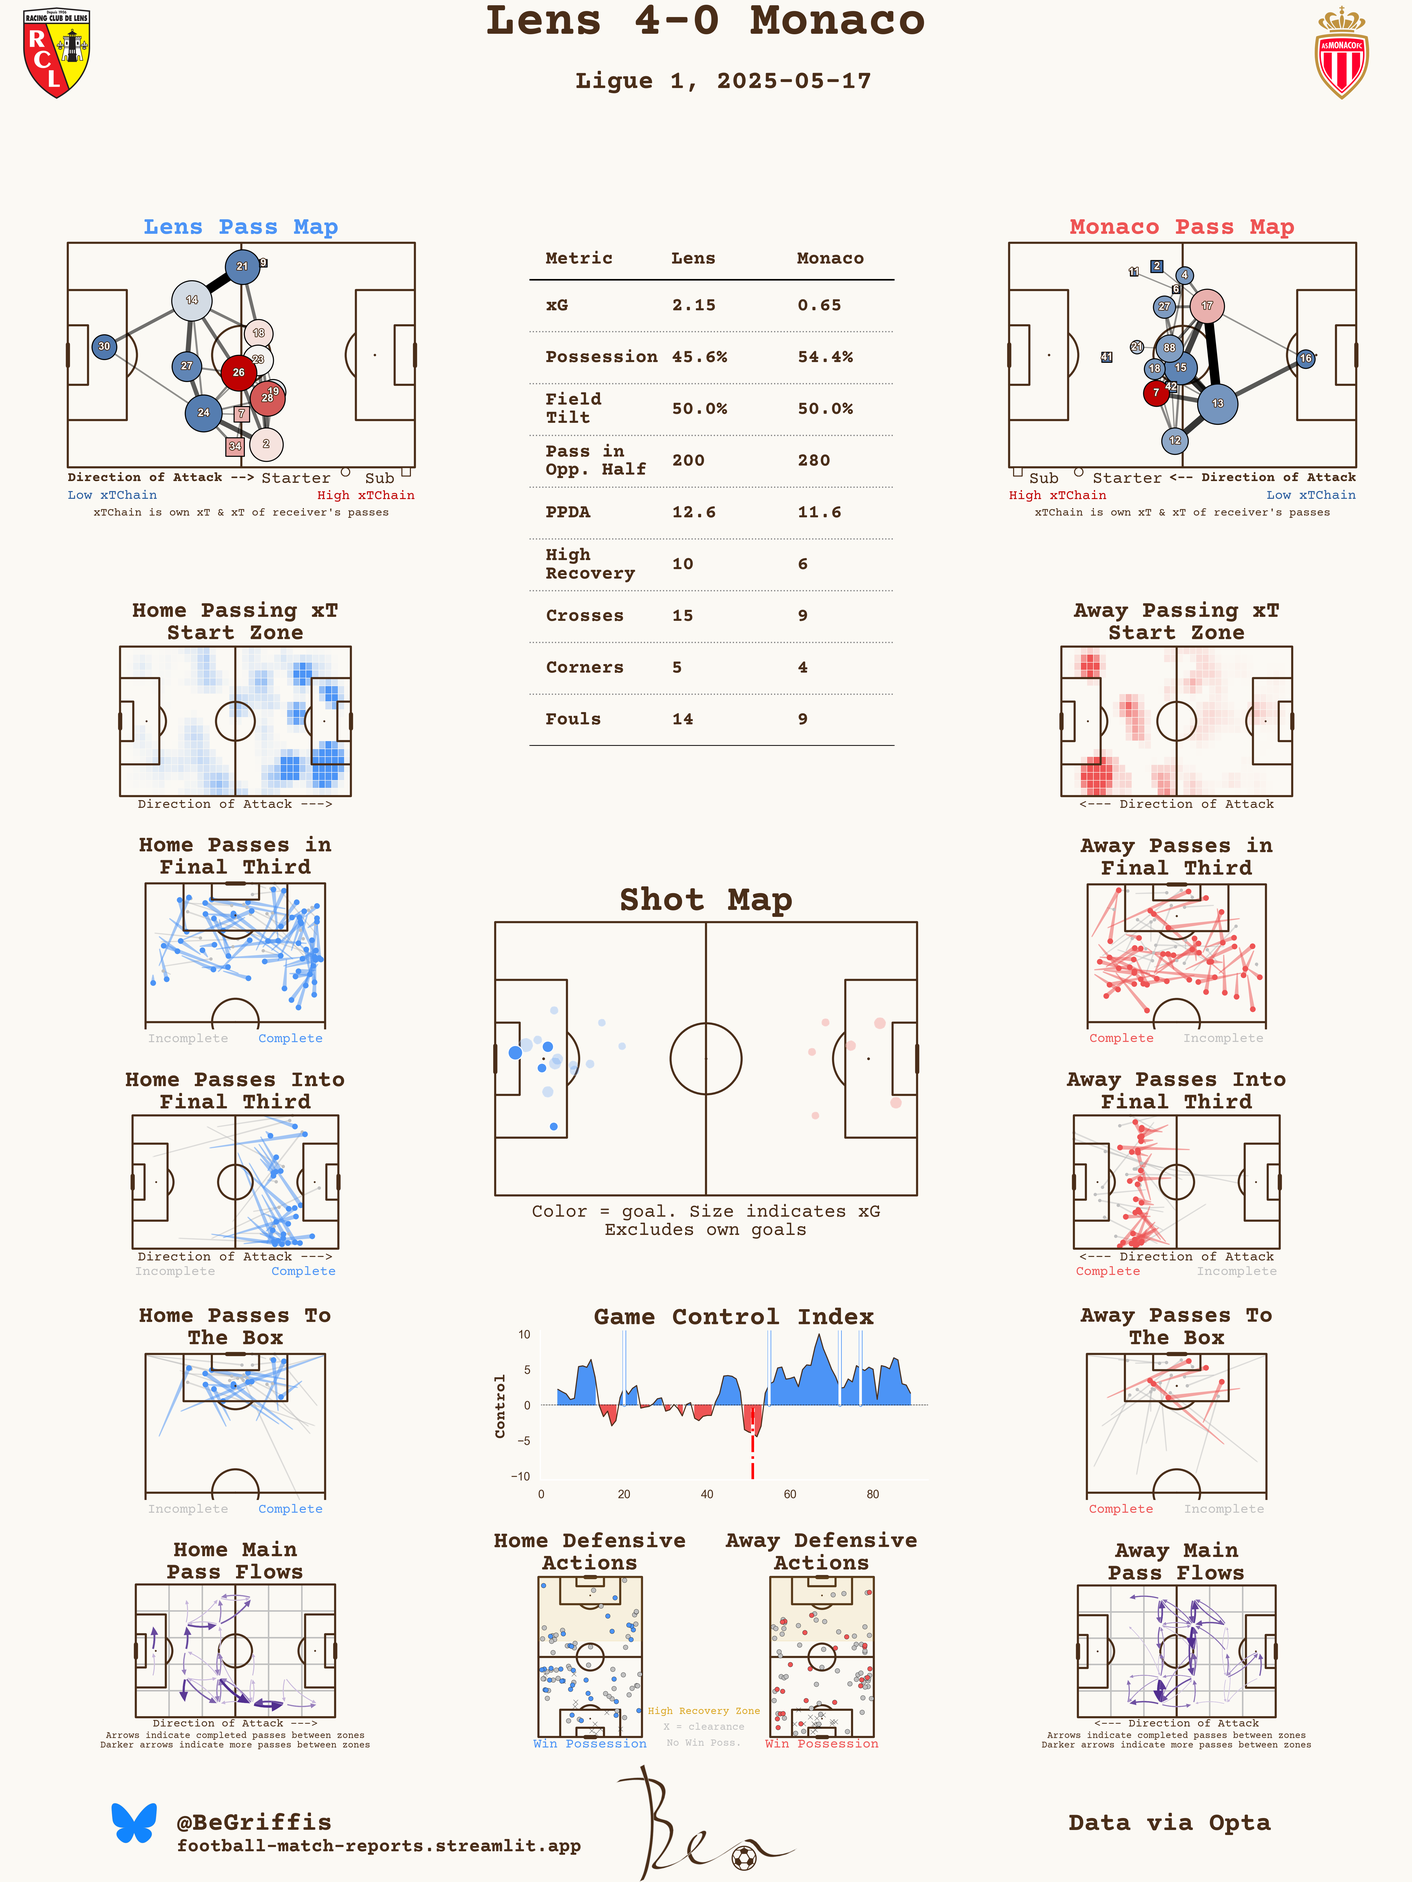 Lens 4-0 Monaco
Ligue 1, 2025-05-17
RACING CLUB DE LENS
R
C
L
AS MONACO FC
Lens Pass Map
21
9
14
18
30
23
27
26
19
28
24
7
34
2
Direction of Attack --> Starter Sub
Low xTChain High xTChain
xTChain is own xT & xT of receiver's passes
Metric Lens Monaco
xG 2.15 0.65
Possession 45.6% 54.4%
Field
Tilt 50.0% 50.0%
Pass in
Opp. Half 200 280
PPDA 12.6 11.6
High
Recovery 10 6
Crosses 15 9
Corners 5 4
Fouls 14 9
Monaco Pass Map
11
2
4
6
27
17
21
88
41
18
15
16
42
7
13
12
Sub Starter <-- Direction of Attack
High xTChain Low xTChain
xTChain is own xT & xT of receiver's passes
Home Passing xT
Start Zone
Direction of Attack --->
Away Passing xT
Start Zone
<--- Direction of Attack
Home Passes in
Final Third
Incomplete Complete
Away Passes in
Final Third
Complete Incomplete
Shot Map
Color = goal. Size indicates xG
Excludes own goals
Home Passes Into
Final Third
Direction of Attack --->
Incomplete Complete
Away Passes Into
Final Third
<--- Direction of Attack
Complete Incomplete
Home Passes To
The Box
Incomplete Complete
Game Control Index
Control
10
5
0
−5
−10
0 20 40 60 80
Away Passes To
The Box
Complete Incomplete
Home Main
Pass Flows
Direction of Attack --->
Arrows indicate completed passes between zones
Darker arrows indicate more passes between zones
Home Defensive
Actions
Win Possession
Away Defensive
Actions
Win Possession
High Recovery Zone
X = clearance
No Win Poss.
Away Main
Pass Flows
<--- Direction of Attack
Arrows indicate completed passes between zones
Darker arrows indicate more passes between zones
@BeGriffis
football-match-reports.streamlit.app
Ben
Data via Opta